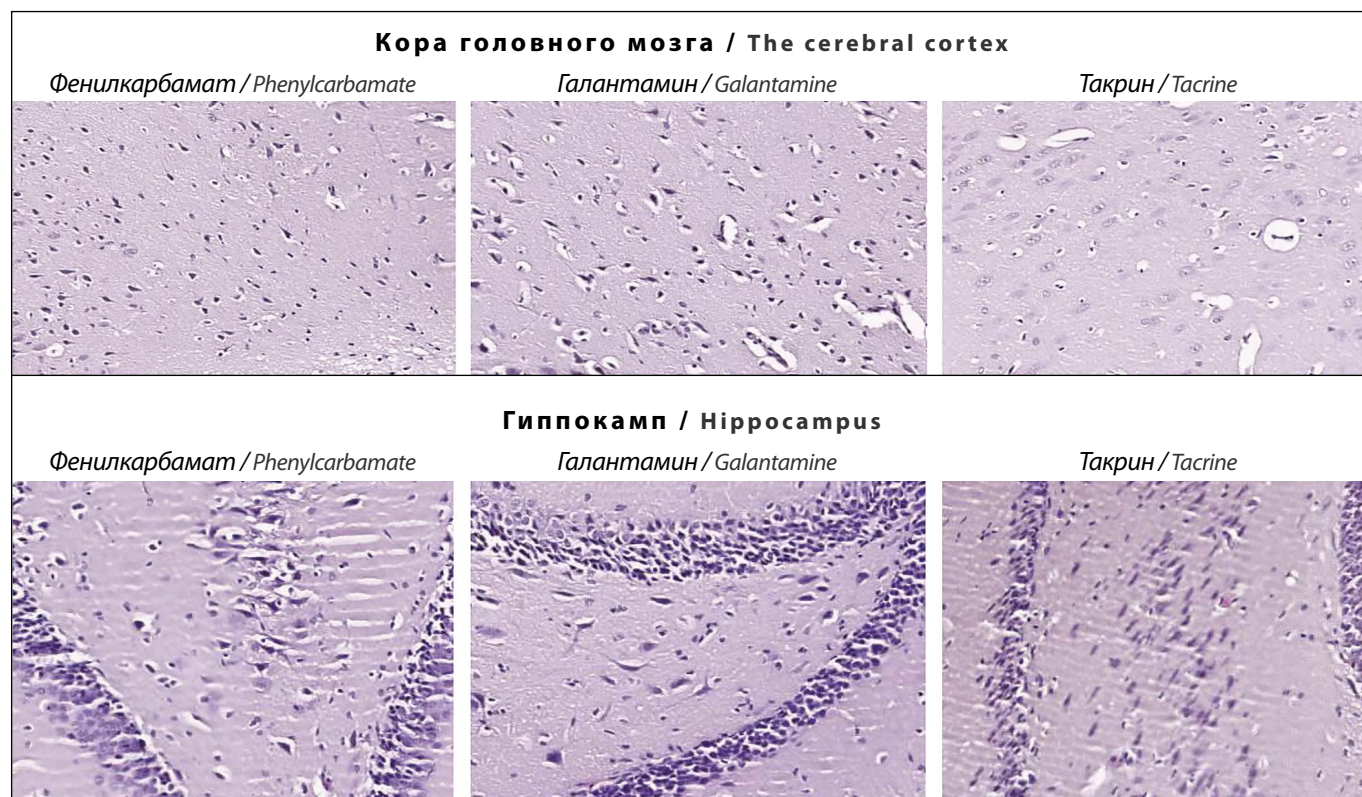 Кора головного мозга / The cerebral cortex
Фенилкарбамат / Phenylcarbamate
Галантамин / Galantamine
Такрин / Tacrine
Гиппокамп / Hippocampus
Фенилкарбамат / Phenylcarbamate
Галантамин / Galantamine
Такрин / Tacrine